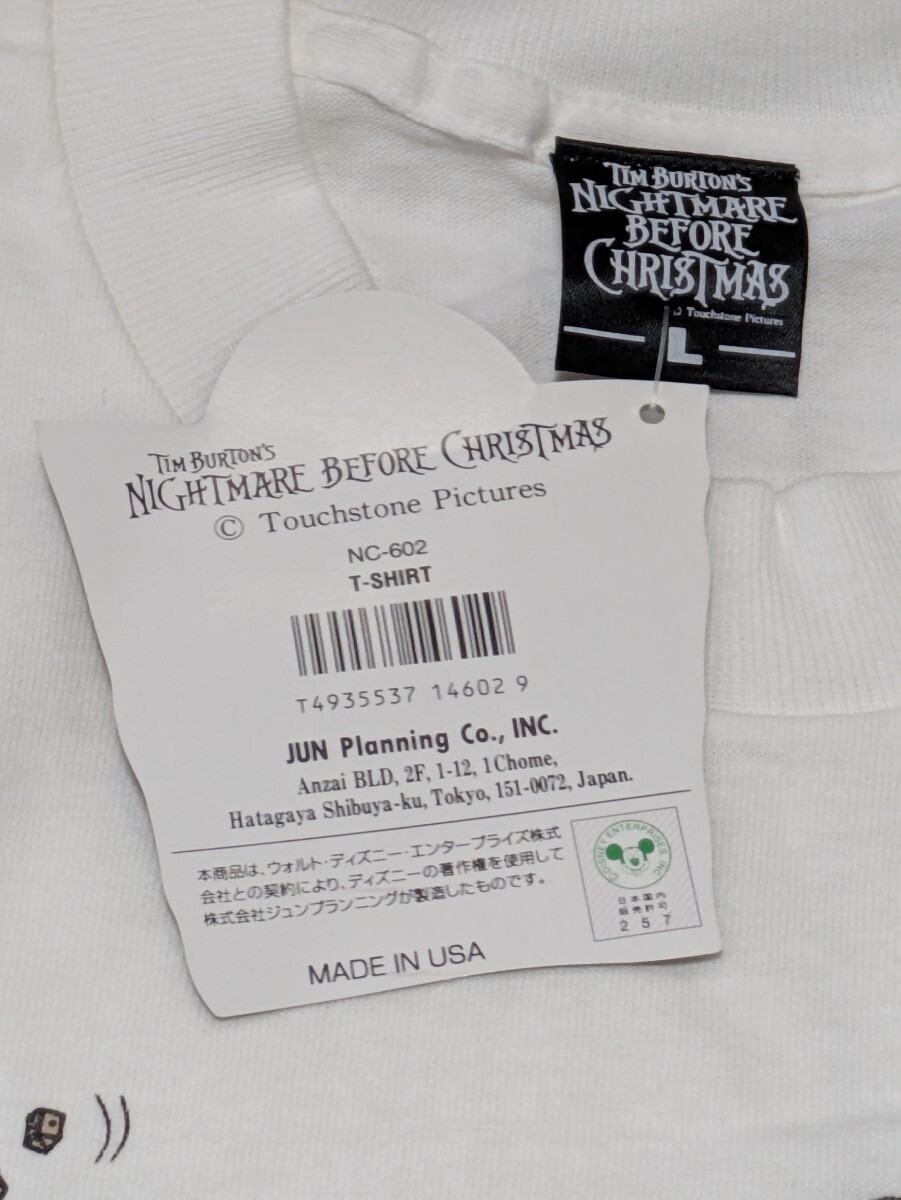 TIM BURTON'S
NIGHTMARE
BEFORE
CHRISTMAS
Touchstone Pictures
L
TIM BURTON'S
NIGHTMARE BEFORE CHRISTMAS
© Touchstone Pictures
NC-602
T-SHIRT
T4935537 14602 9
JUN Planning Co., INC.
Anzai BLD, 2F, 1-12, 1Chome,
Hatagaya Shibuya-ku, Tokyo, 151-0072, Japan.
本商品は、ウォルト・ディズニー・エンタープライズ株式
会社との契約により、ディズニーの著作権を使用して
株式会社ジュンプランニングが製造したものです。
ENTERPRISES INC
日本国内
販売許可
257
MADE IN USA